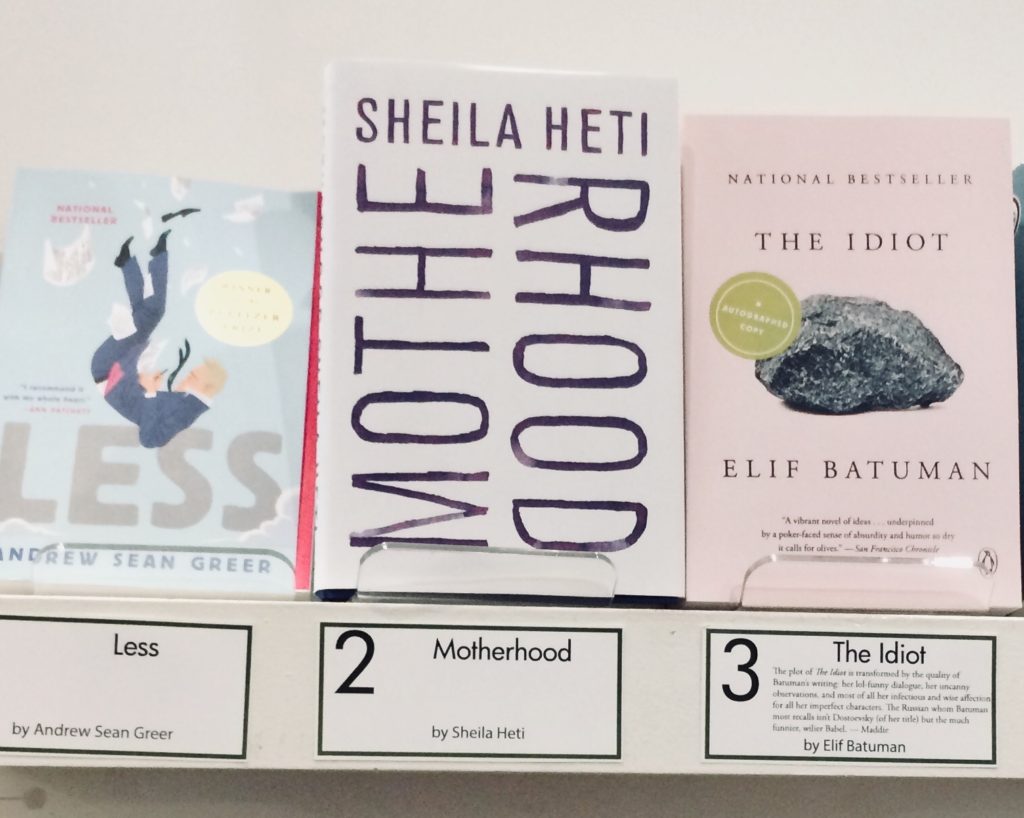 NATIONAL
BESTSELLER
WINNER
PULITZER
PRIZE
"I recommend it
with my whole heart."
—ANN PATCHETT
LESS
ANDREW SEAN GREER
SHEILA HETI
MOTHE
RHOOD
NATIONAL BESTSELLER
THE IDIOT
AUTOGRAPHED
COPY
ELIF BATUMAN
"A vibrant novel of ideas . . . underpinned
by a poker-faced sense of absurdity and humor so dry
it calls for olives." —San Francisco Chronicle
Less
by Andrew Sean Greer
2
Motherhood
by Sheila Heti
3
The Idiot
The plot of The Idiot is transformed by the quality of
Batuman's writing: her lol-funny dialogue, her uncanny
observations, and most of all her infectious and wise affection
for all her imperfect characters. The Russian whom Batuman
most recalls isn't Dostoevsky (of her title) but the much
funnier, wilier Babel. — Maddie
by Elif Batuman